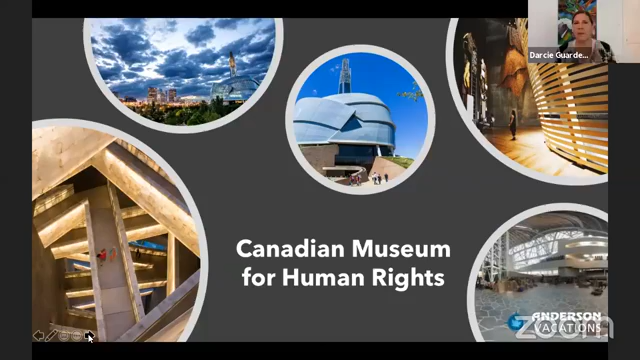 Darcie Guarde...
Canadian Museum
for Human Rights
ANDERSON
VACATIONS
zoom